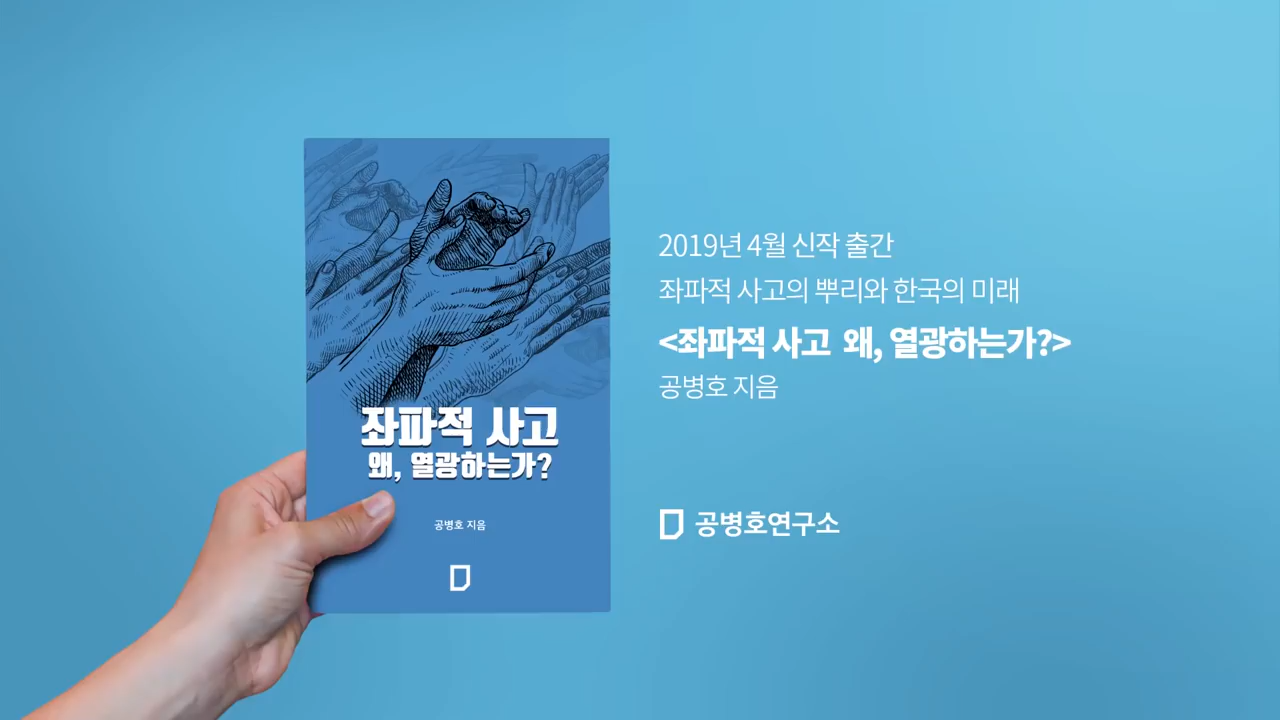 좌파적 사고
왜, 열광하는가?
공병호 지음
2019년 4월 신작 출간
좌파적 사고의 뿌리와 한국의 미래
<좌파적 사고 왜, 열광하는가?>
공병호 지음
공병호연구소